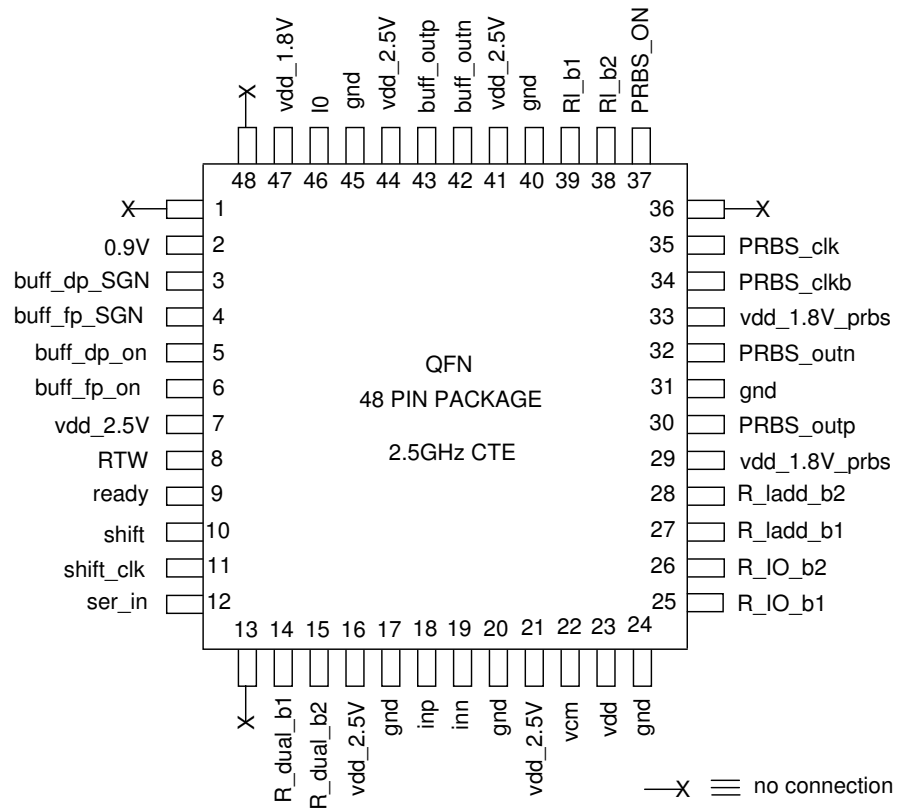 vdd_1.8V
I0
gnd
vdd_2.5V
buff_outp
buff_outn
vdd_2.5V
gnd
RI_b1
RI_b2
PRBS_ON
X
48 47 46 45 44 43 42 41 40 39 38 37
X 1
0.9V 2
buff_dp_SGN 3
buff_fp_SGN 4
buff_dp_on 5
buff_fp_on 6
vdd_2.5V 7
RTW 8
ready 9
shift 10
shift_clk 11
ser_in 12
QFN
48 PIN PACKAGE
2.5GHz CTE
36 X
35 PRBS_clk
34 PRBS_clkb
33 vdd_1.8V_prbs
32 PRBS_outn
31 gnd
30 PRBS_outp
29 vdd_1.8V_prbs
28 R_ladd_b2
27 R_ladd_b1
26 R_IO_b2
25 R_IO_b1
13 14 15 16 17 18 19 20 21 22 23 24
X
R_dual_b1
R_dual_b2
vdd_2.5V
gnd
inp
inn
gnd
vdd_2.5V
vcm
vdd
gnd
X ≡ no connection